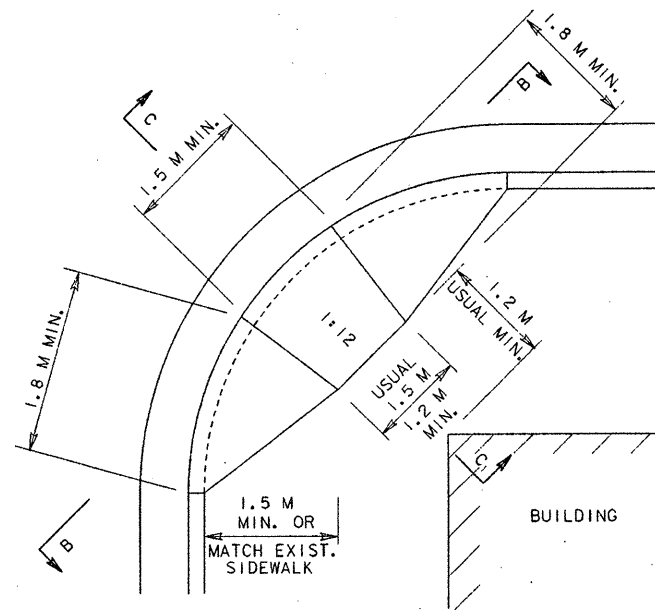 1.8 M MIN.
B
C
1.5 M MIN.
1.8 M MIN.
1:12
1.2 M
USUAL MIN.
USUAL
1.5 M
1.2 M
MIN.
C
BUILDING
1.5 M
MIN. OR
MATCH EXIST.
SIDEWALK
B